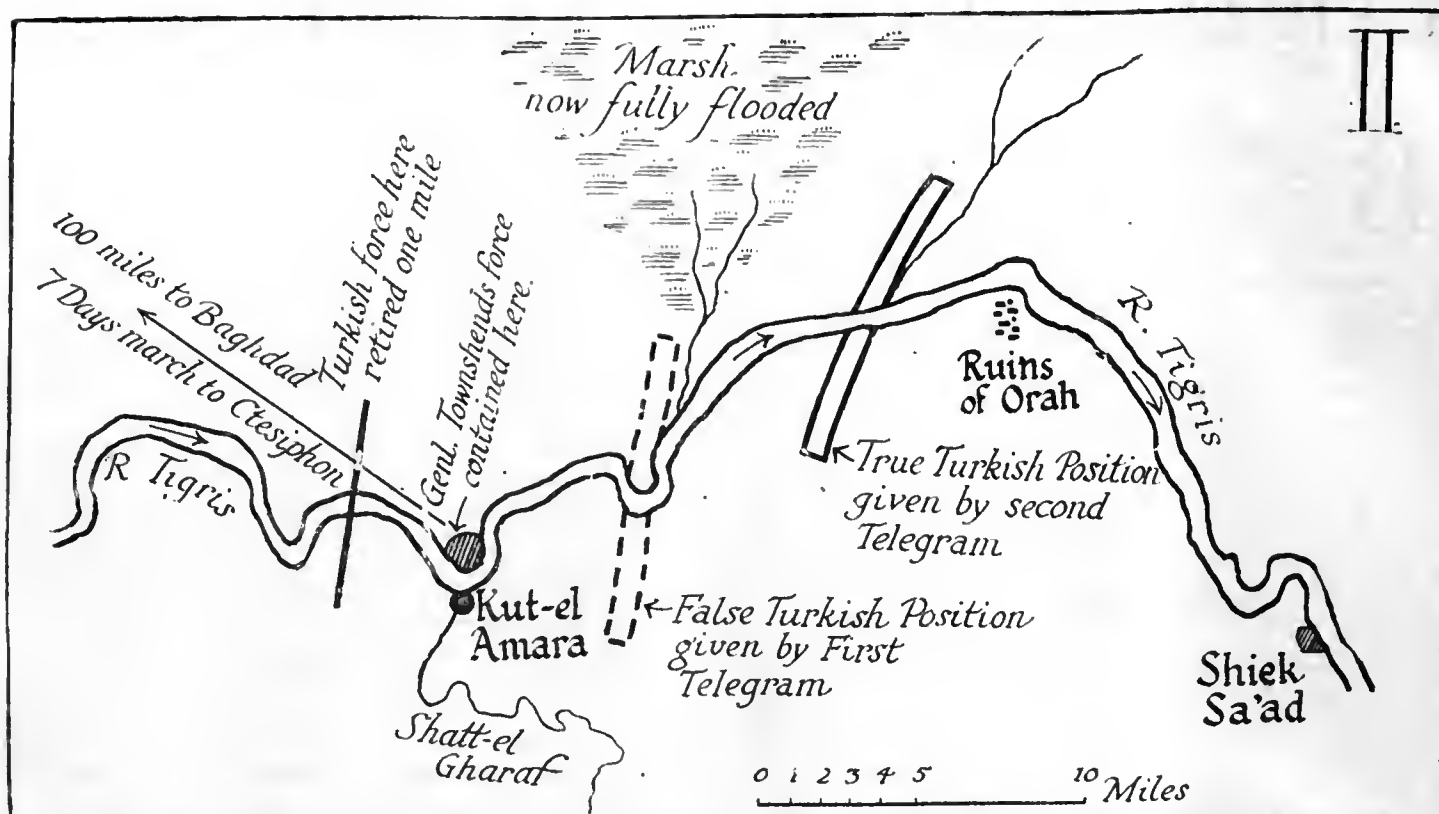 II
Marsh.
now fully flooded
100 miles to Baghdad
7 Days march to Ctesiphon
Turkish force here
retired one mile
Genl. Townshends force
contained here.
R Tigris
R. Tigris
Ruins
of Orah
True Turkish Position
given by second
Telegram
Kut-el
Amara
False Turkish Position
given by First
Telegram
Shiek
Sa'ad
Shatt-el
Gharaf
0 1 2 3 4 5 10 Miles